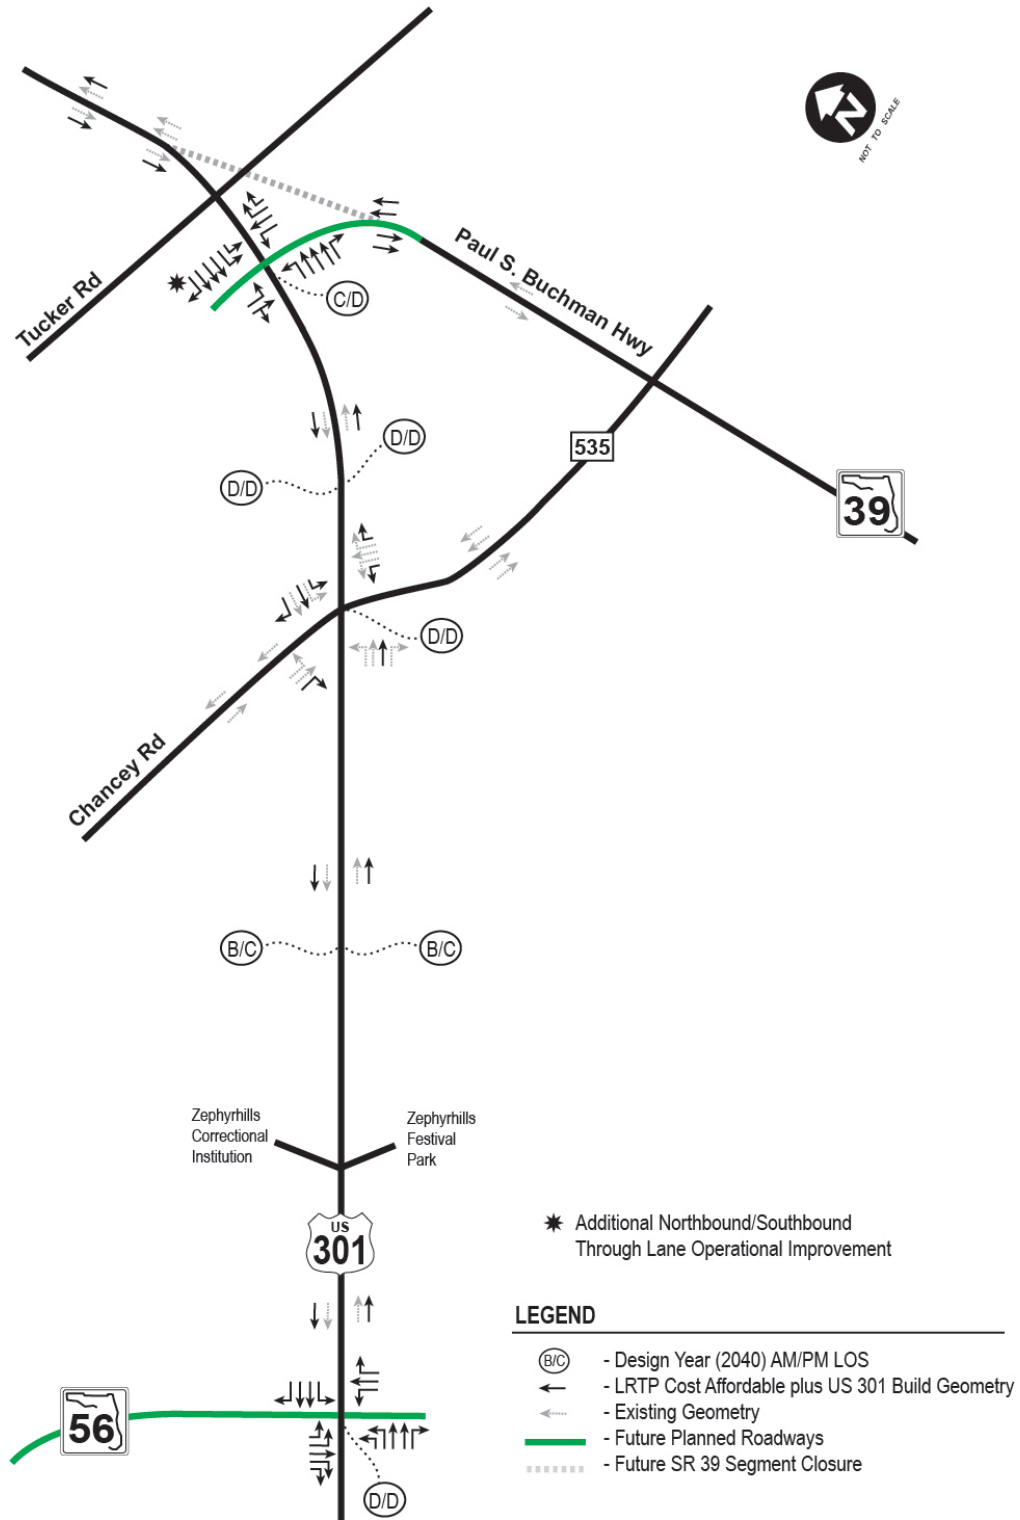 N
NOT TO SCALE
Tucker Rd
Paul S. Buchman Hwy
C/D
D/D
535
D/D
39
D/D
Chancey Rd
B/C
B/C
Zephyrhills
Correctional
Institution
Zephyrhills
Festival
Park
US
301
Additional Northbound/Southbound
Through Lane Operational Improvement
LEGEND
B/C - Design Year (2040) AM/PM LOS
- LRTP Cost Affordable plus US 301 Build Geometry
- Existing Geometry
- Future Planned Roadways
- Future SR 39 Segment Closure
56
D/D